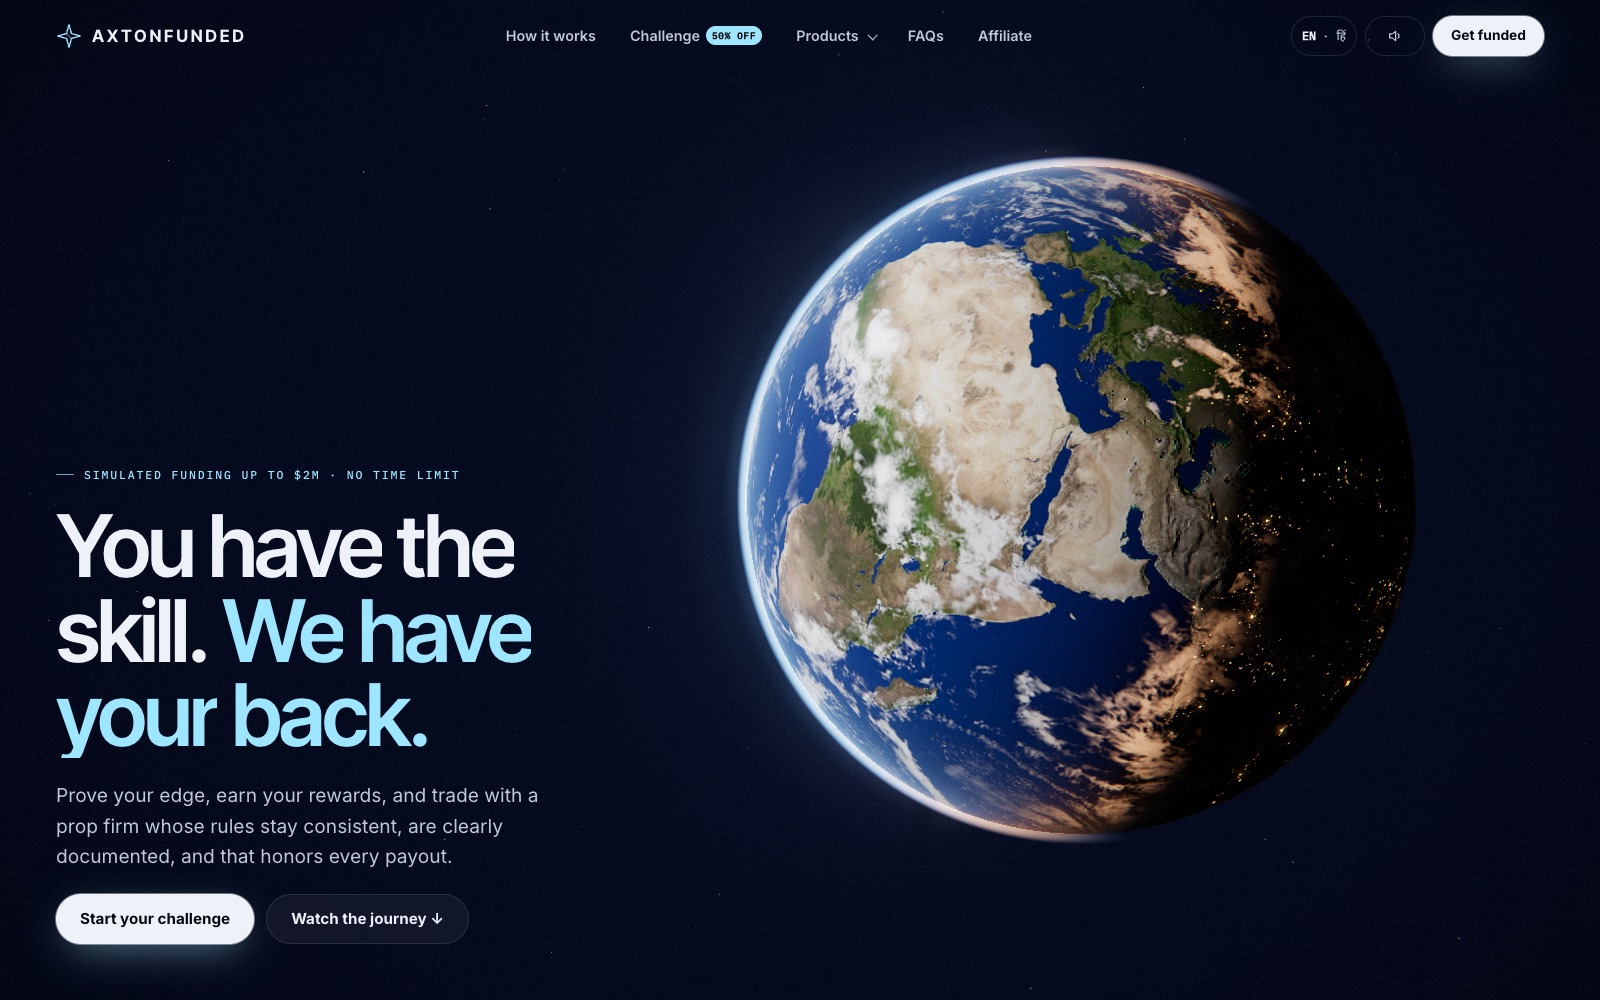 AXTONFUNDED
How it works
Challenge 50% OFF
Products
FAQs
Affiliate
EN · हिं
Get funded
SIMULATED FUNDING UP TO $2M · NO TIME LIMIT
You have the
skill. We have
your back.
Prove your edge, earn your rewards, and trade with a
prop firm whose rules stay consistent, are clearly
documented, and that honors every payout.
Start your challenge
Watch the journey ↓